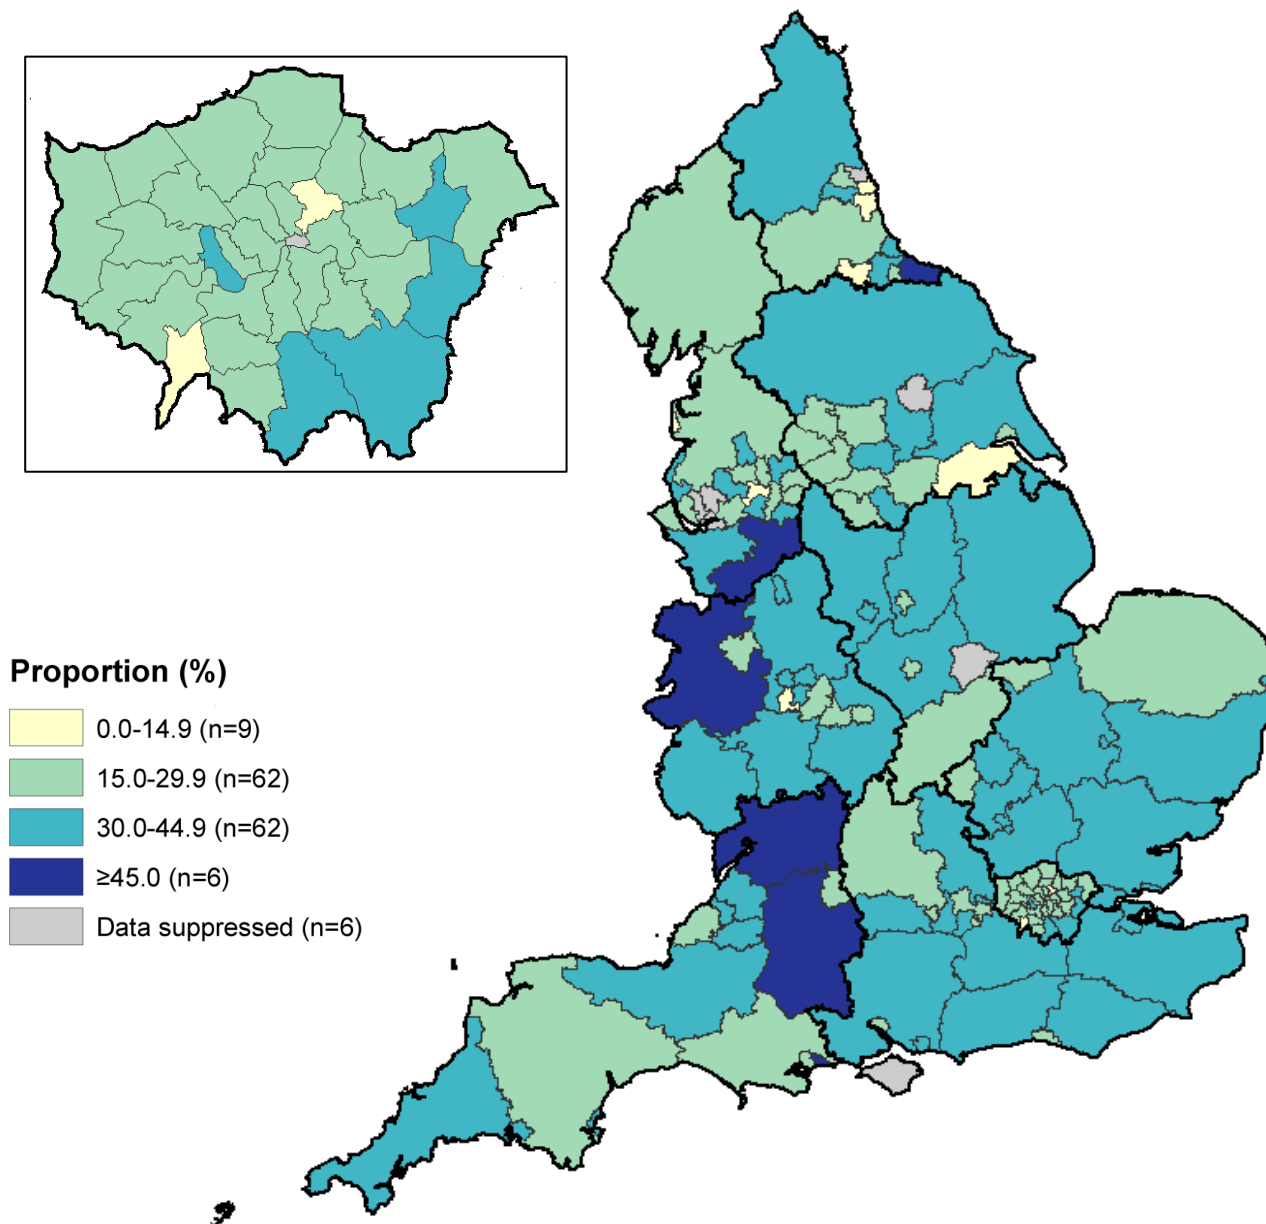 Proportion (%)
0.0-14.9 (n=9)
15.0-29.9 (n=62)
30.0-44.9 (n=62)
≥45.0 (n=6)
Data suppressed (n=6)